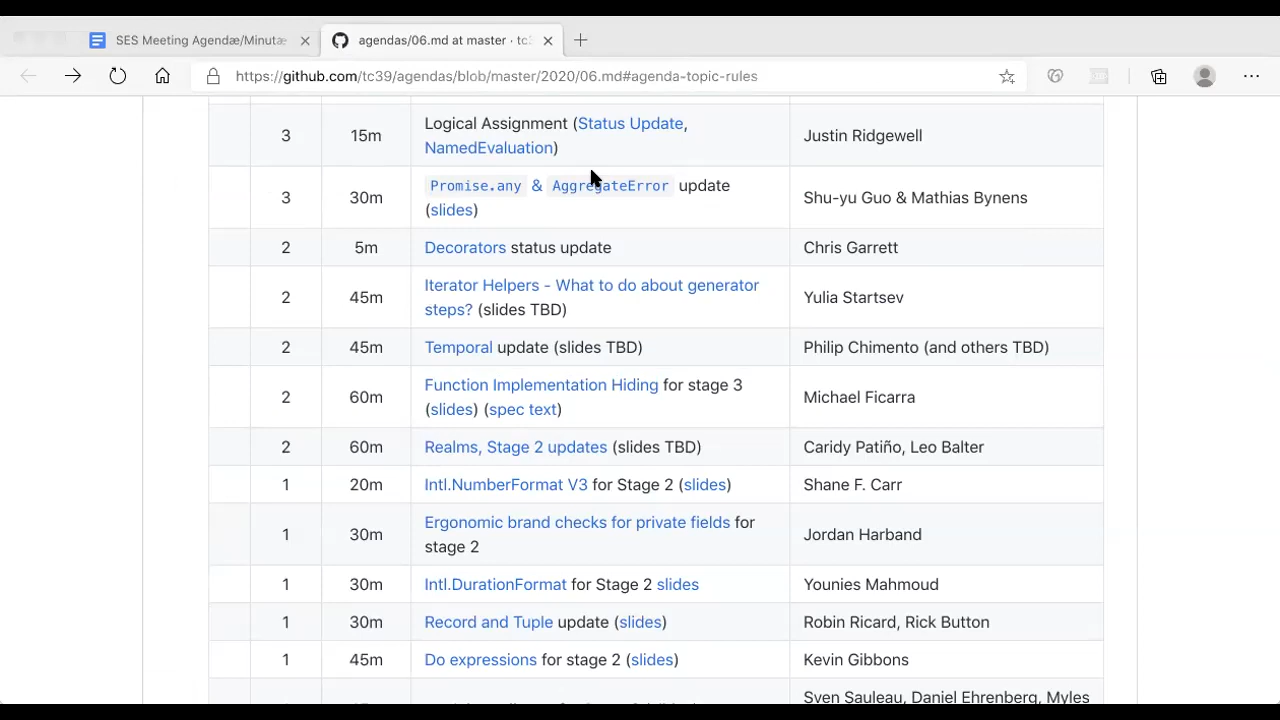 SES Meeting Agendæ/Minutæ
agendas/06.md at master · tc3
https://github.com/tc39/agendas/blob/master/2020/06.md#agenda-topic-rules
3 15m Logical Assignment (Status Update, NamedEvaluation) Justin Ridgewell
3 30m Promise.any & AggregateError update (slides) Shu-yu Guo & Mathias Bynens
2 5m Decorators status update Chris Garrett
2 45m Iterator Helpers - What to do about generator steps? (slides TBD) Yulia Startsev
2 45m Temporal update (slides TBD) Philip Chimento (and others TBD)
2 60m Function Implementation Hiding for stage 3 (slides) (spec text) Michael Ficarra
2 60m Realms, Stage 2 updates (slides TBD) Caridy Patiño, Leo Balter
1 20m Intl.NumberFormat V3 for Stage 2 (slides) Shane F. Carr
1 30m Ergonomic brand checks for private fields for stage 2 Jordan Harband
1 30m Intl.DurationFormat for Stage 2 slides Younies Mahmoud
1 30m Record and Tuple update (slides) Robin Ricard, Rick Button
1 45m Do expressions for stage 2 (slides) Kevin Gibbons
Sven Sauleau, Daniel Ehrenberg, Myles